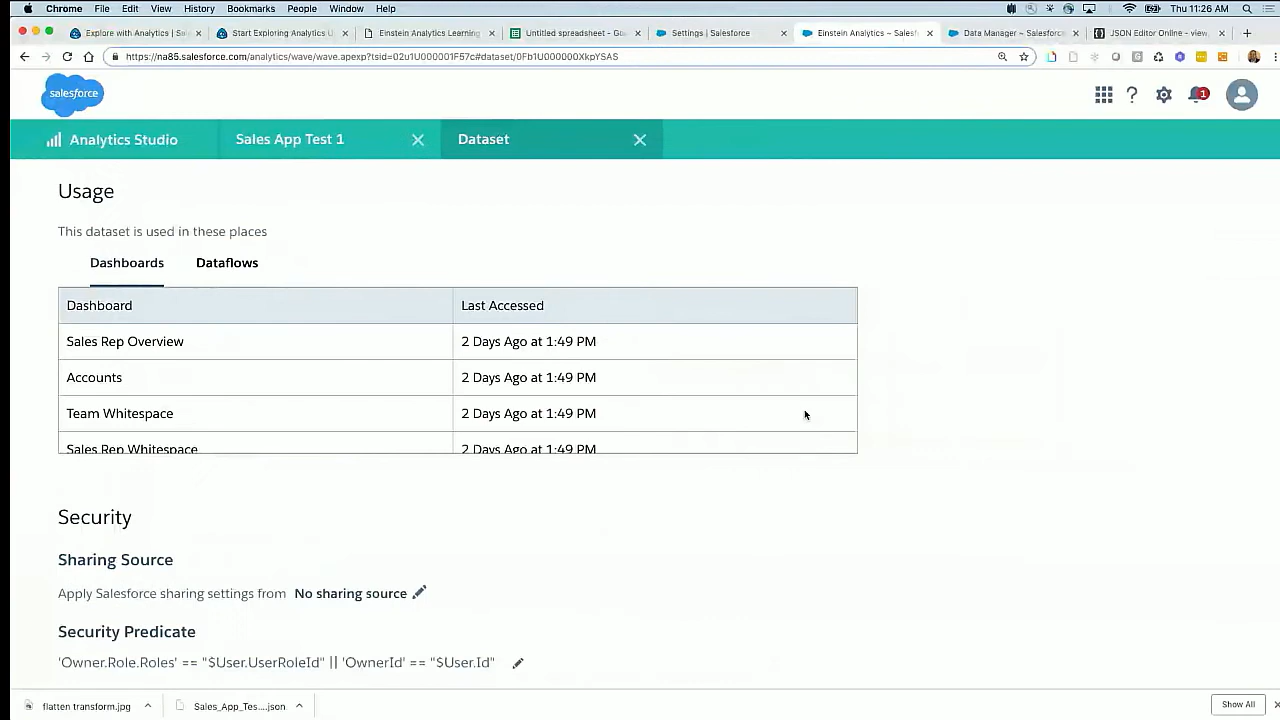 Chrome File Edit View History Bookmarks People Window Help Thu 11:26 AM
Explore with Analytics | Sal Start Exploring Analytics U Einstein Analytics Learning Untitled spreadsheet - Go Settings | Salesforce Einstein Analytics ~ Salesf Data Manager ~ Salesforce JSON Editor Online - view,
https://na85.salesforce.com/analytics/wave/wave.apexp?tsid=02u1U000001F57c#dataset/0Fb1U000000XkpYSAS
salesforce
? 1
Analytics Studio Sales App Test 1 Dataset
Usage
This dataset is used in these places
Dashboards Dataflows
Dashboard Last Accessed
Sales Rep Overview 2 Days Ago at 1:49 PM
Accounts 2 Days Ago at 1:49 PM
Team Whitespace 2 Days Ago at 1:49 PM
Sales Rep Whitespace 2 Days Ago at 1:49 PM
Security
Sharing Source
Apply Salesforce sharing settings from No sharing source
Security Predicate
'Owner.Role.Roles' == "$User.UserRoleId" || 'OwnerId' == "$User.Id"
flatten transform.jpg Sales_App_Tes....json Show All